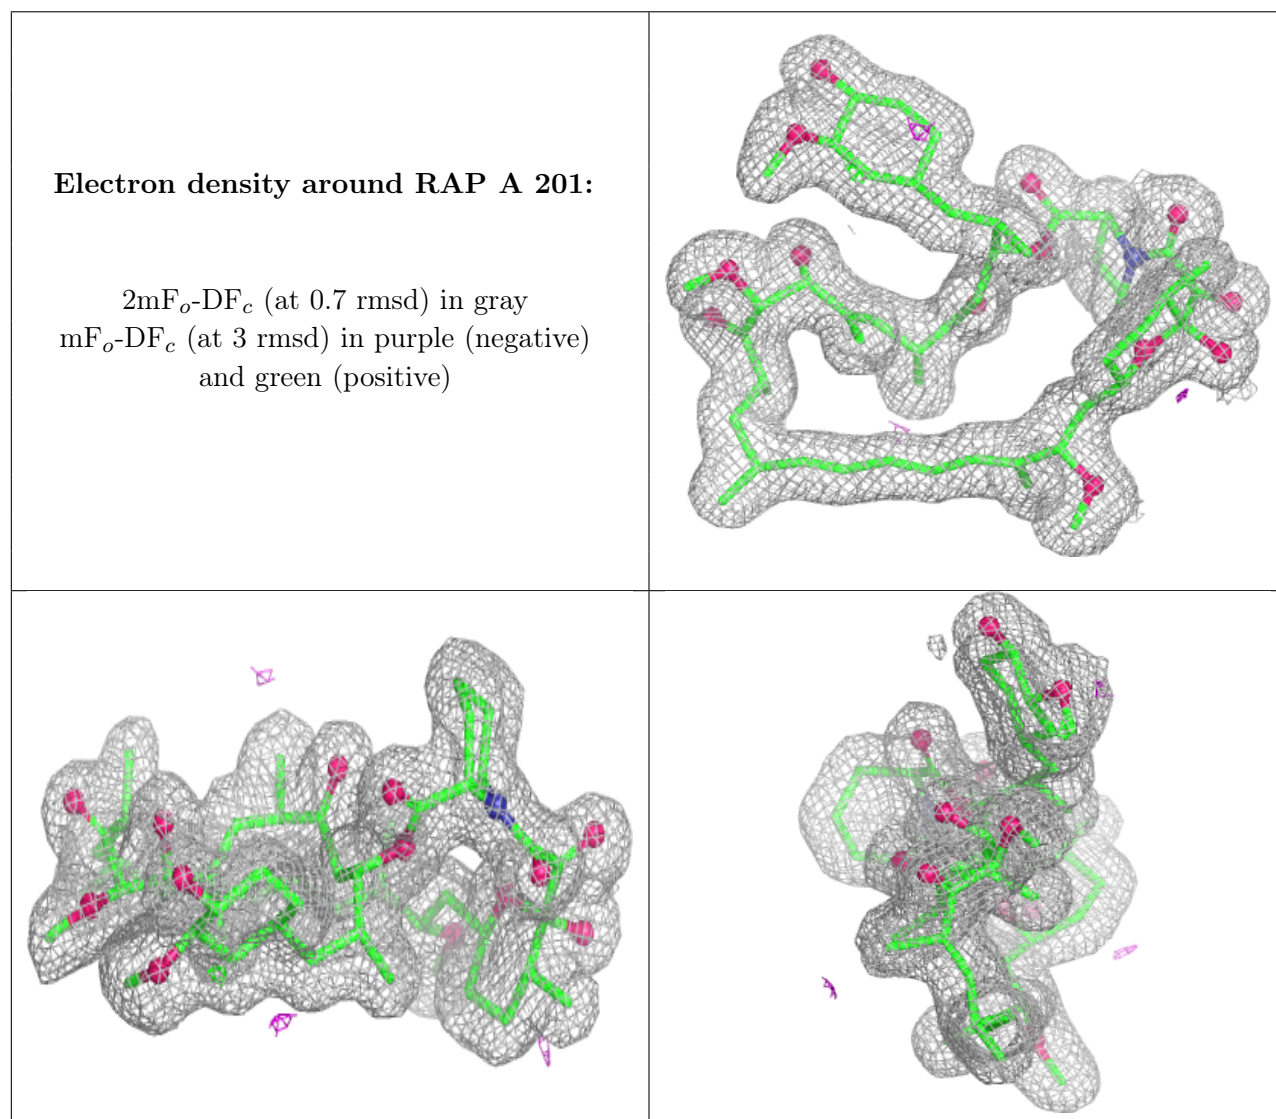 Electron density around RAP A 201:
2mFo-DFc (at 0.7 rmsd) in gray
mFo-DFc (at 3 rmsd) in purple (negative)
and green (positive)